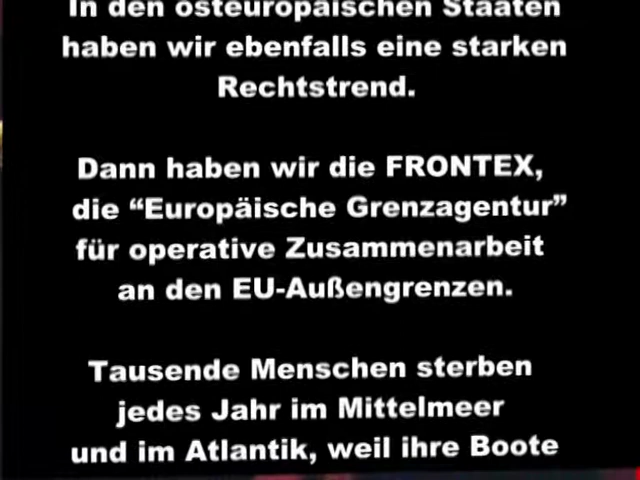 In den osteuropäischen Staaten
haben wir ebenfalls eine starken
Rechtstrend.
Dann haben wir die FRONTEX,
die “Europäische Grenzagentur”
für operative Zusammenarbeit
an den EU-Außengrenzen.
Tausende Menschen sterben
jedes Jahr im Mittelmeer
und im Atlantik, weil ihre Boote